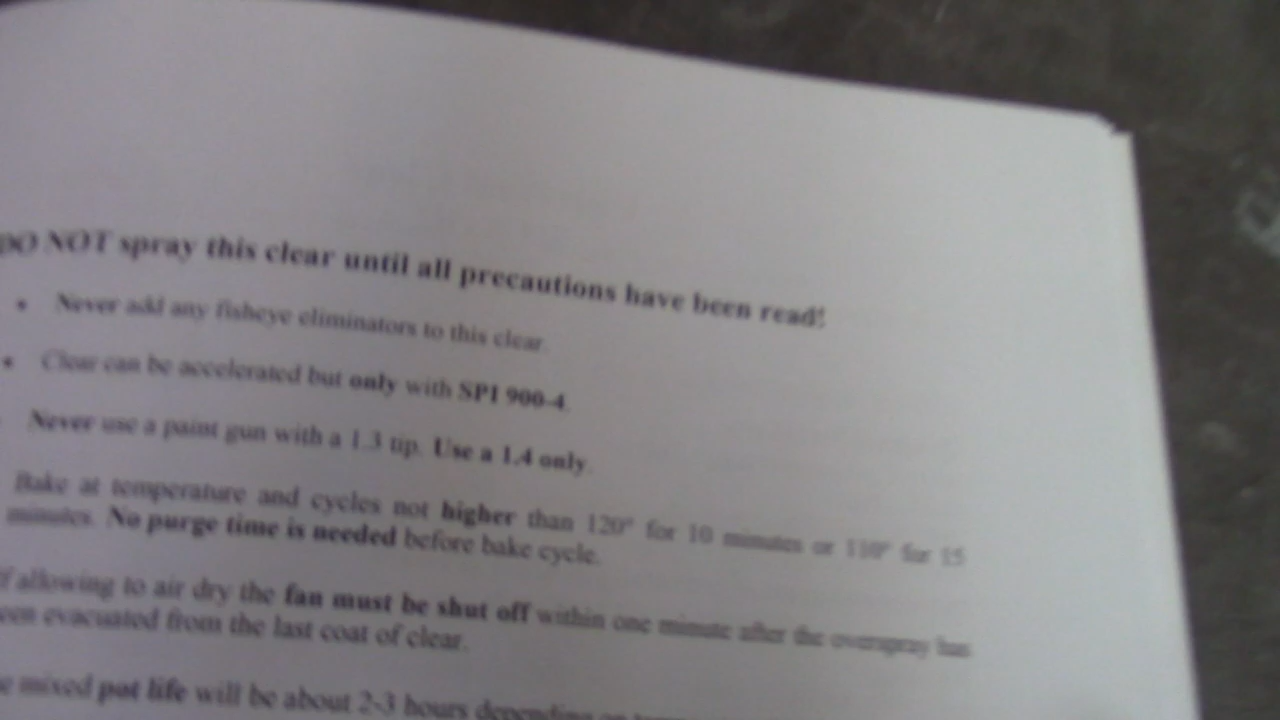 DO NOT spray this clear until all precautions have been read!
• Never add any fisheye eliminators to this clear.
• Clear can be accelerated but only with SPI 900-4.
Never use a paint gun with a 1.3 tip. Use a 1.4 only.
Bake at temperature and cycles not higher than 120° for 10 minutes or 110° for 15
minutes. No purge time is needed before bake cycle.
If allowing to air dry the fan must be shut off within one minute after the overspray has
een evacuated from the last coat of clear.
e mixed pot life will be about 2-3 hours depending on